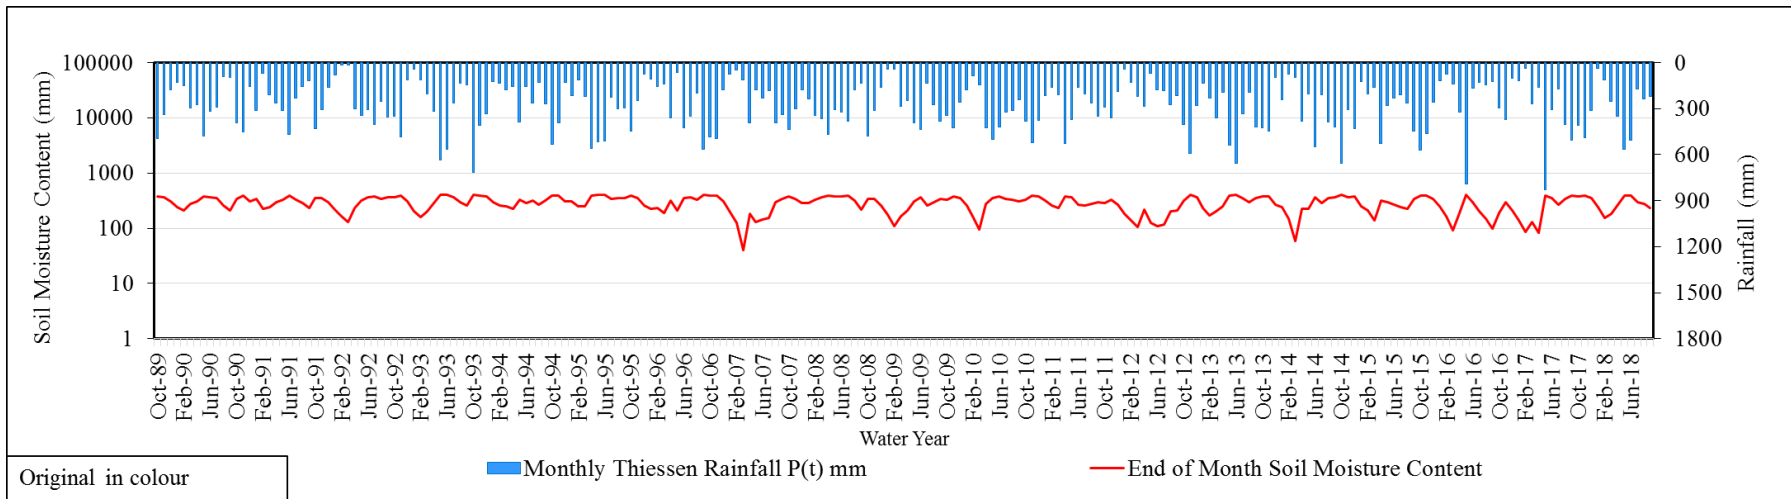 Soil Moisture Content (mm)
100000
10000
1000
100
10
1
0
300
600
900
1200
1500
1800
Rainfall (mm)
Oct-89
Feb-90
Jun-90
Oct-90
Feb-91
Jun-91
Oct-91
Feb-92
Jun-92
Oct-92
Feb-93
Jun-93
Oct-93
Feb-94
Jun-94
Oct-94
Feb-95
Jun-95
Oct-95
Feb-96
Jun-96
Oct-06
Feb-07
Jun-07
Oct-07
Feb-08
Jun-08
Oct-08
Feb-09
Jun-09
Oct-09
Feb-10
Jun-10
Oct-10
Feb-11
Jun-11
Oct-11
Feb-12
Jun-12
Oct-12
Feb-13
Jun-13
Oct-13
Feb-14
Jun-14
Oct-14
Feb-15
Jun-15
Oct-15
Feb-16
Jun-16
Oct-16
Feb-17
Jun-17
Oct-17
Feb-18
Jun-18
Water Year
Monthly Thiessen Rainfall P(t) mm
End of Month Soil Moisture Content
Original in colour